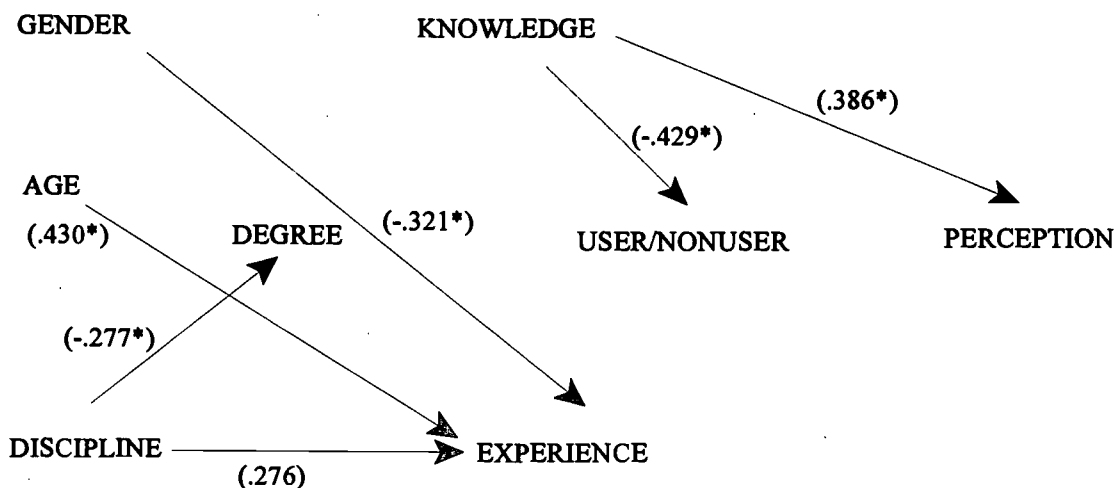 GENDER
KNOWLEDGE
(.386*)
(-.429*)
AGE
(.430*)
DEGREE
(-.321*)
USER/NONUSER
PERCEPTION
(-.277*)
DISCIPLINE
EXPERIENCE
(.276)